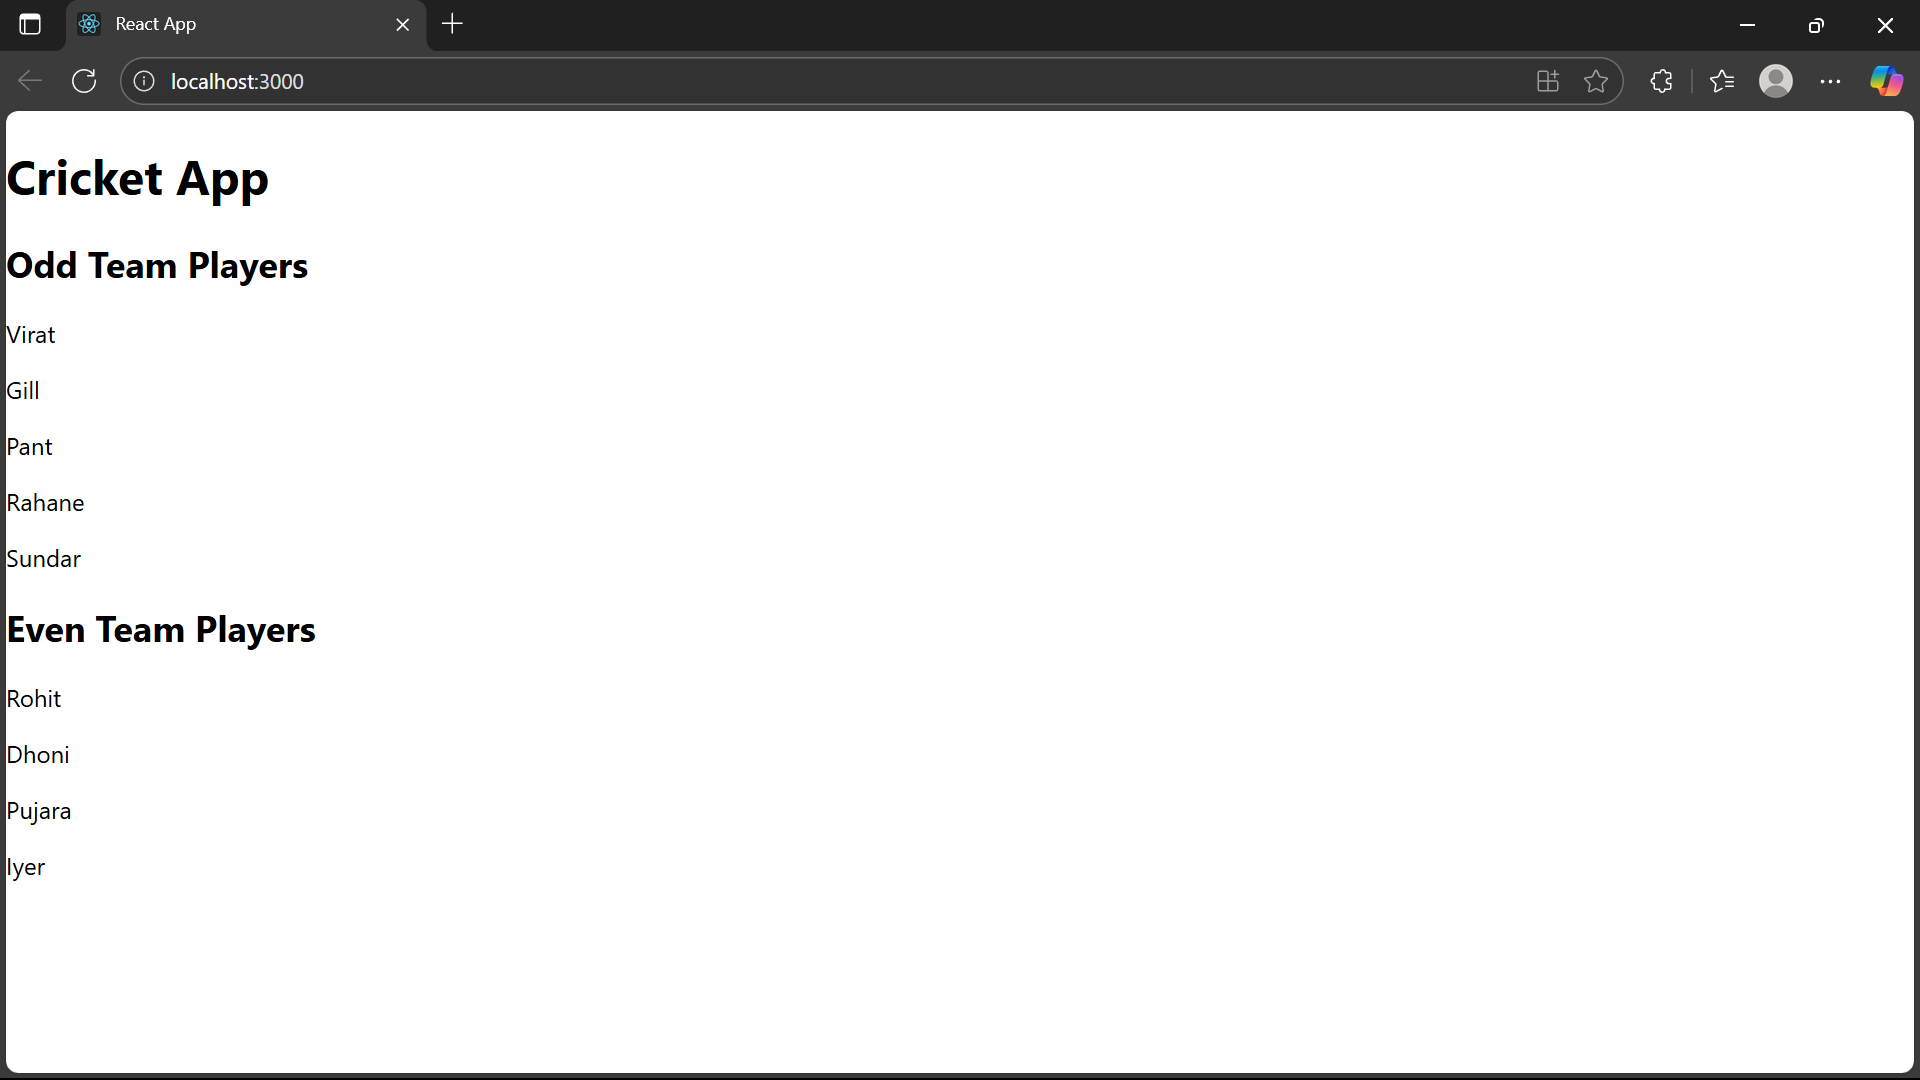 React App
localhost:3000
Cricket App
Odd Team Players
Virat
Gill
Pant
Rahane
Sundar
Even Team Players
Rohit
Dhoni
Pujara
Iyer